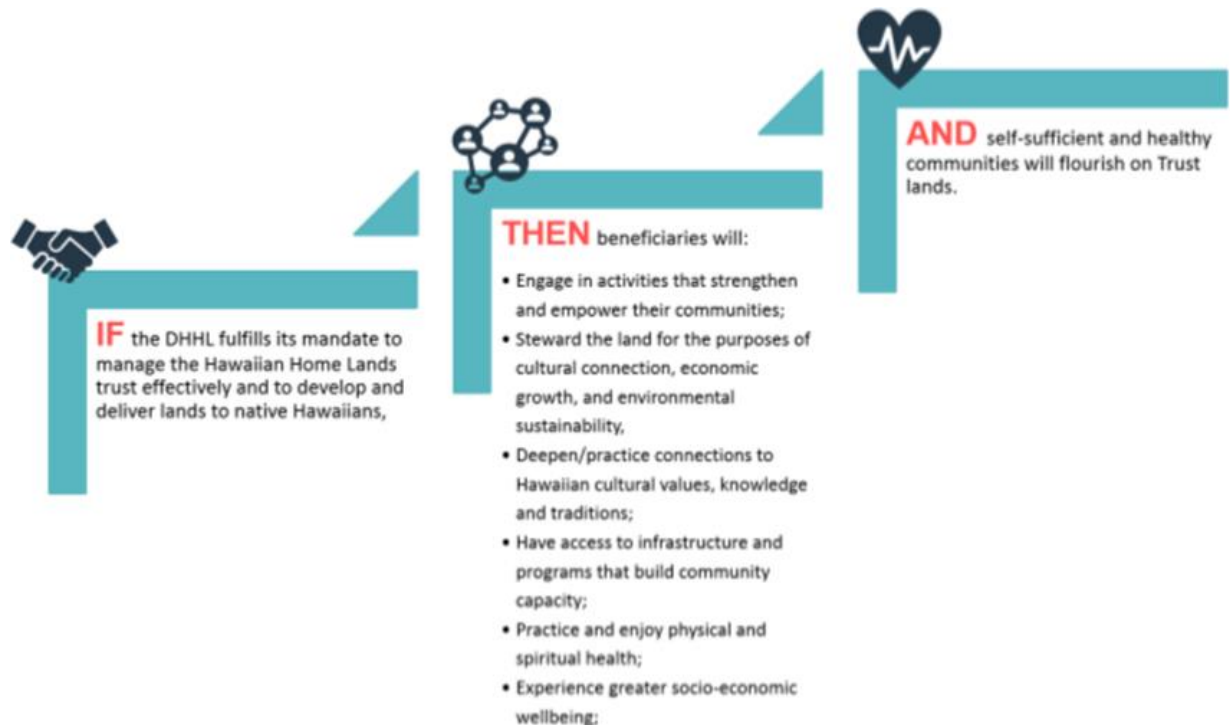 IF the DHHL fulfills its mandate to
manage the Hawaiian Home Lands
trust effectively and to develop and
deliver lands to native Hawaiians,
THEN beneficiaries will:
• Engage in activities that strengthen
and empower their communities;
• Steward the land for the purposes of
cultural connection, economic
growth, and environmental
sustainability,
• Deepen/practice connections to
Hawaiian cultural values, knowledge
and traditions;
• Have access to infrastructure and
programs that build community
capacity;
• Practice and enjoy physical and
spiritual health;
• Experience greater socio-economic
wellbeing;
AND self-sufficient and healthy
communities will flourish on Trust
lands.